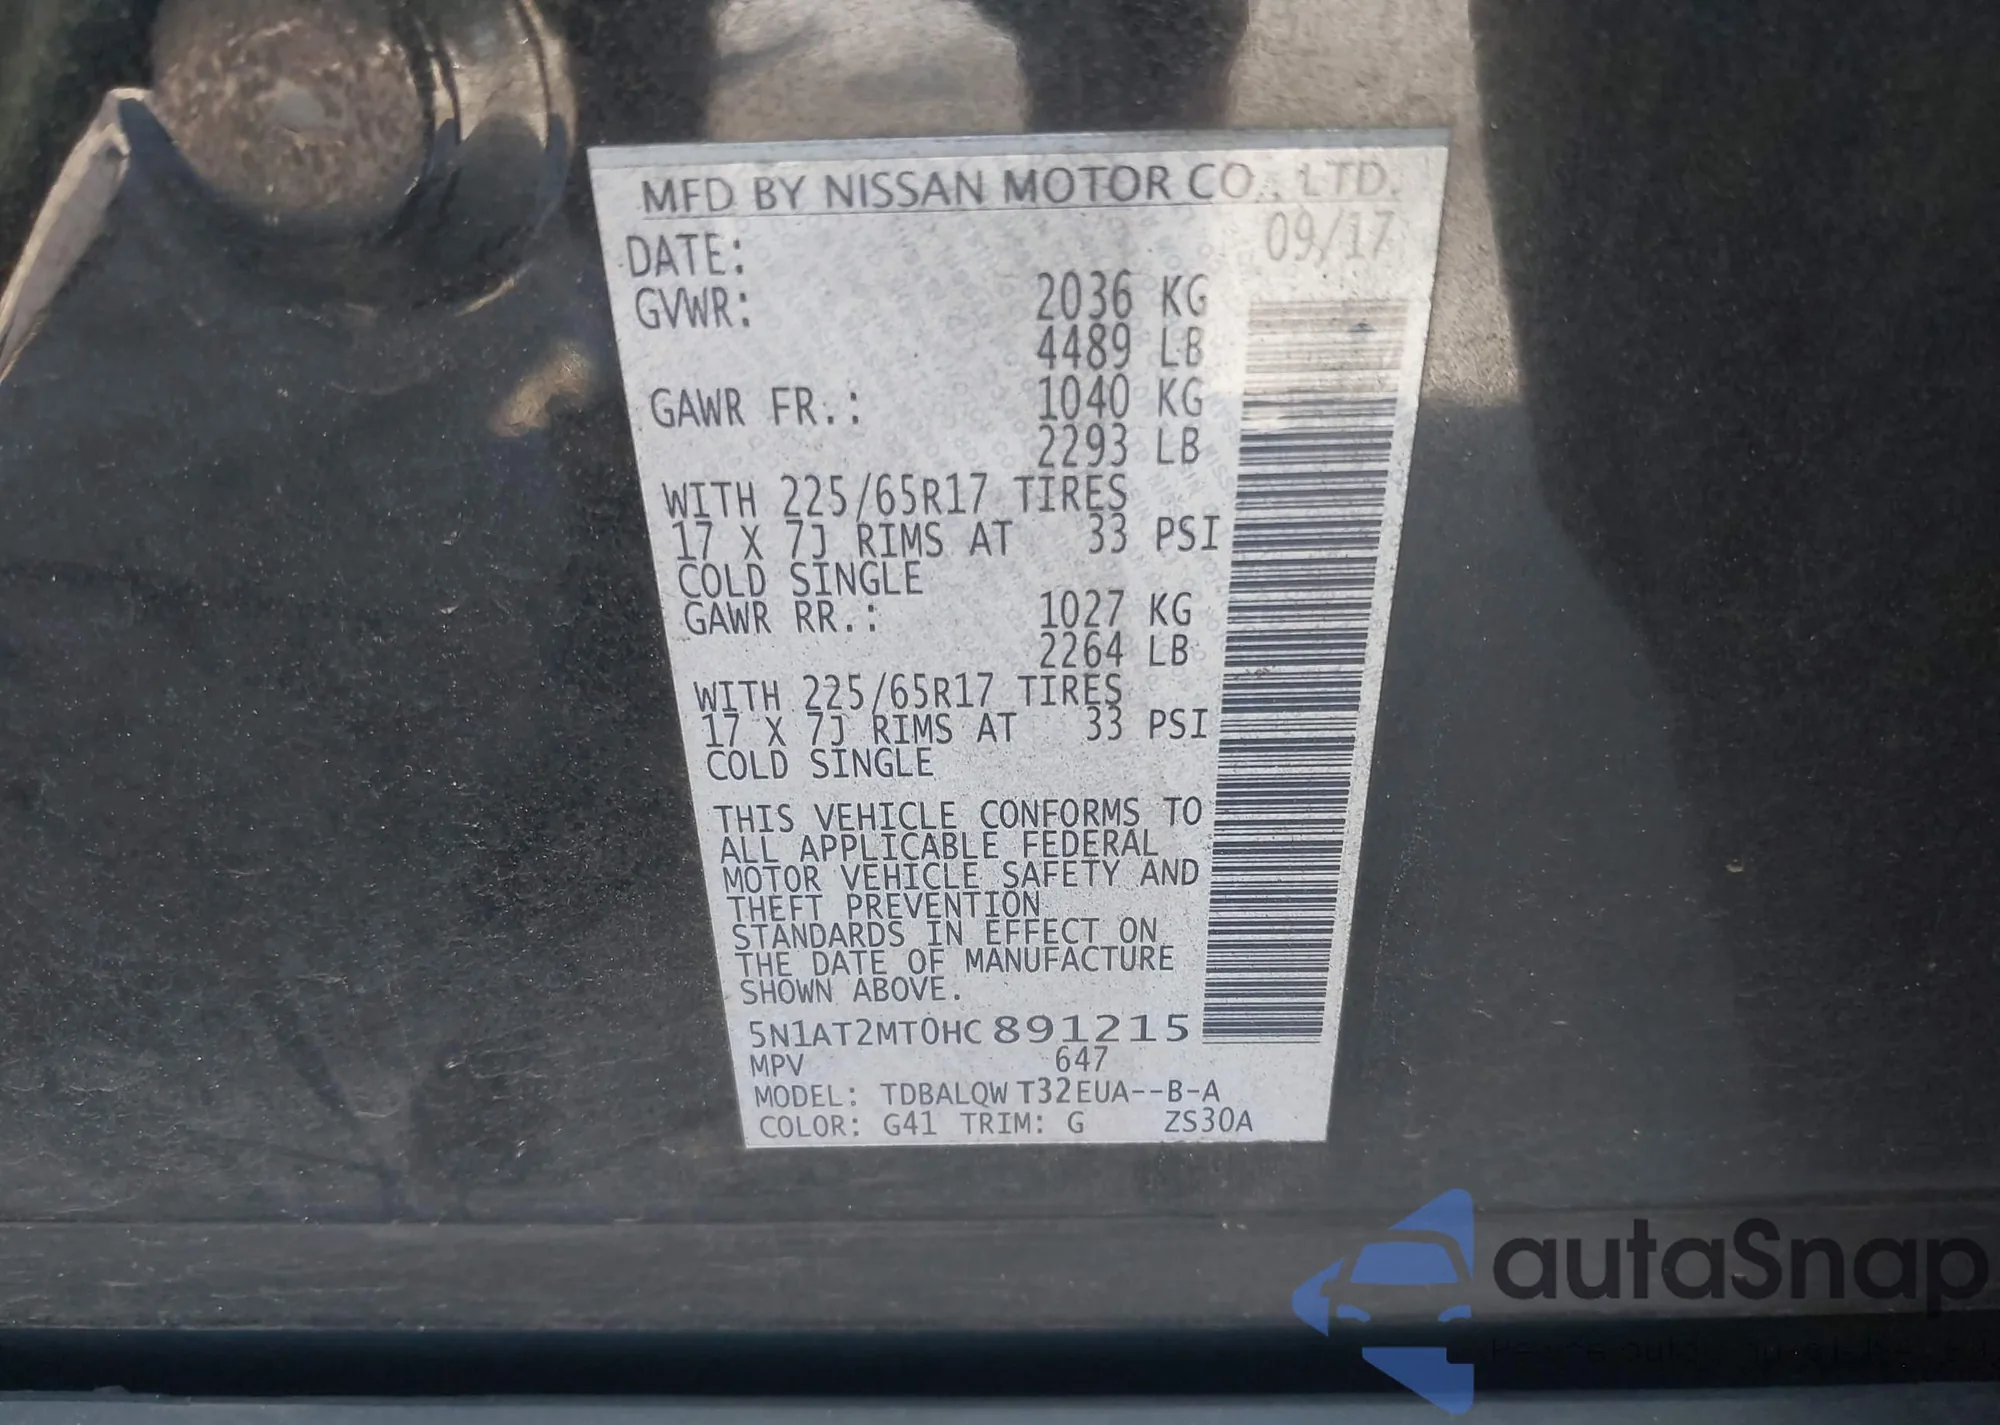 MFD BY NISSAN MOTOR CO., LTD.
DATE: 09/17
GVWR: 2036 KG
4489 LB
GAWR FR.: 1040 KG
2293 LB
WITH 225/65R17 TIRES
17 X 7J RIMS AT 33 PSI
COLD SINGLE
GAWR RR.: 1027 KG
2264 LB
WITH 225/65R17 TIRES
17 X 7J RIMS AT 33 PSI
COLD SINGLE
THIS VEHICLE CONFORMS TO
ALL APPLICABLE FEDERAL
MOTOR VEHICLE SAFETY AND
THEFT PREVENTION
STANDARDS IN EFFECT ON
THE DATE OF MANUFACTURE
SHOWN ABOVE.
5N1AT2MT0HC891215
MPV 647
MODEL: TDBALQW T32EUA--B-A
COLOR: G41 TRIM: G ZS30A
autaSnap